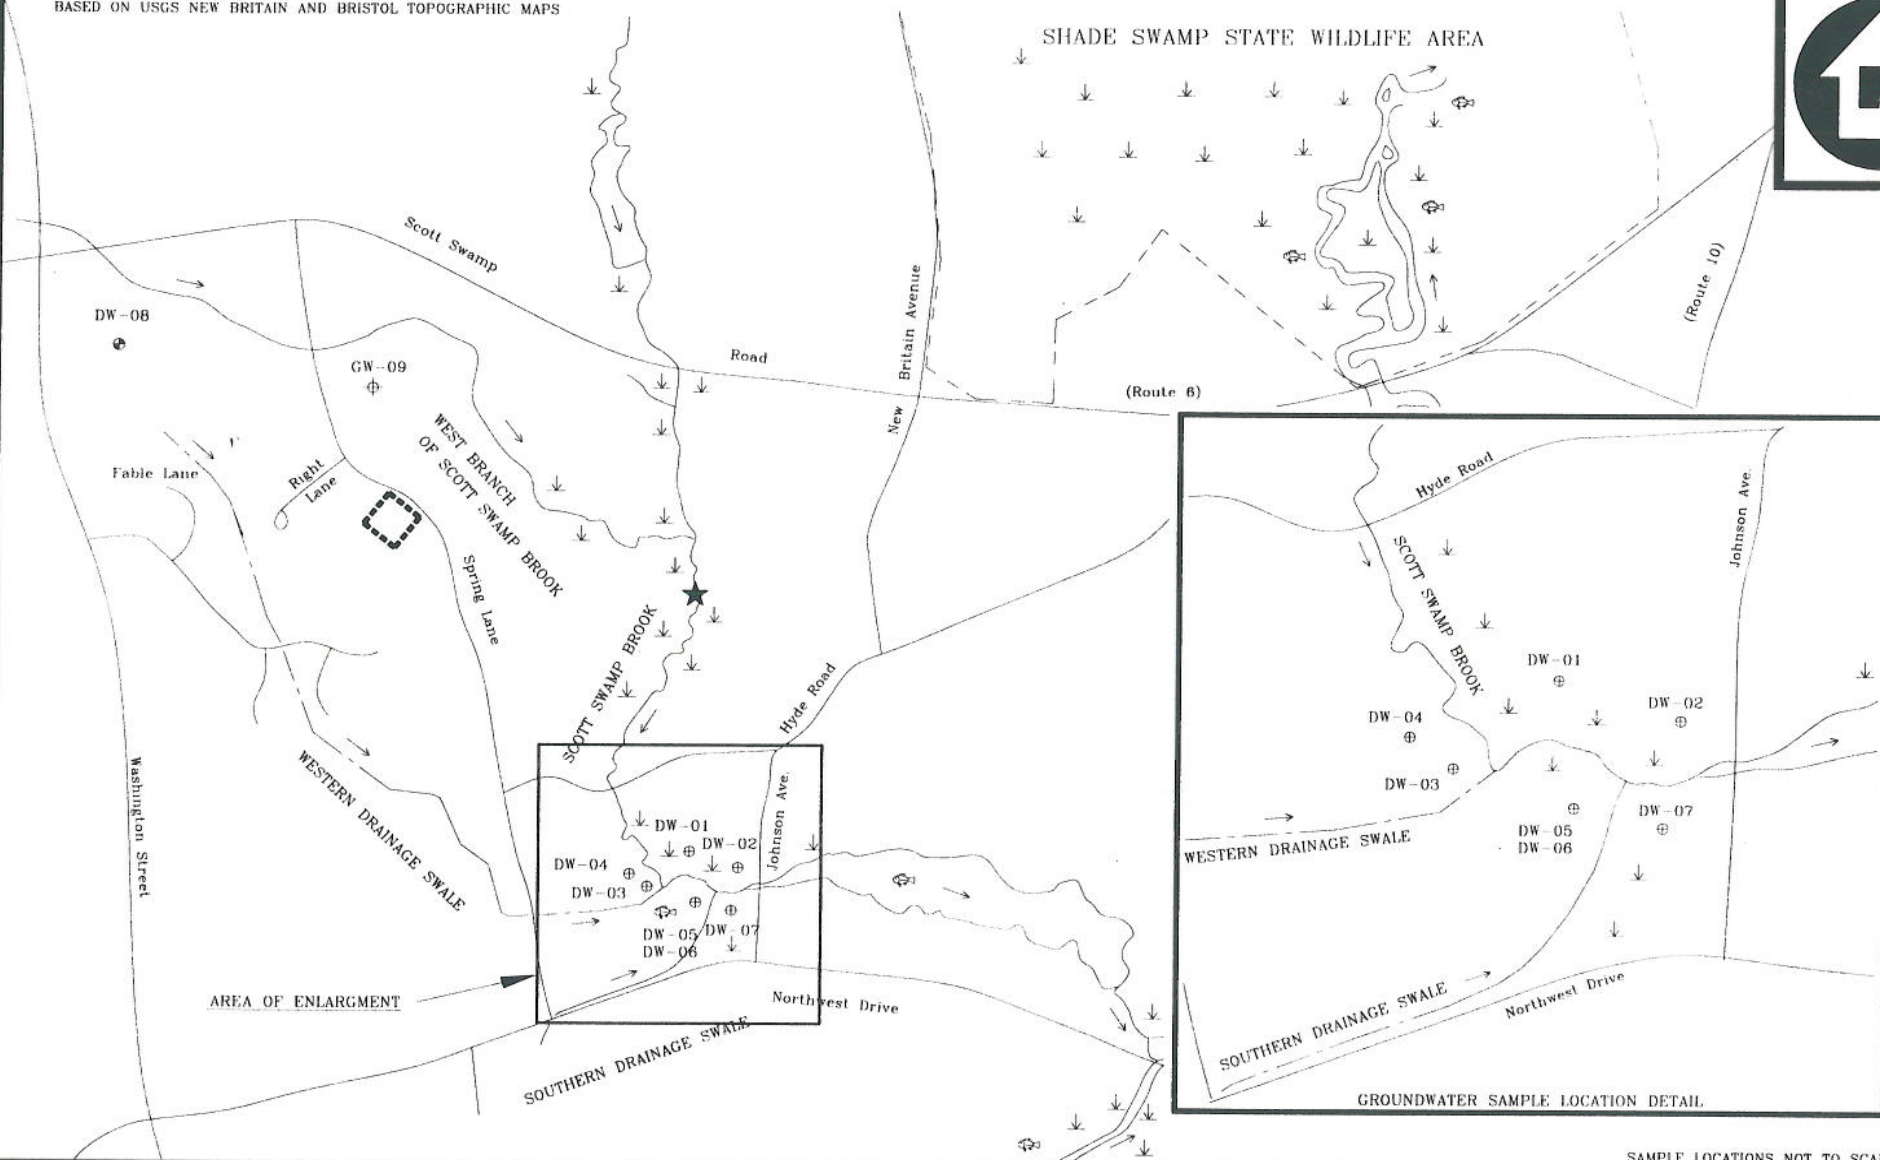 BASED ON USGS NEW BRITAIN AND BRISTOL TOPOGRAPHIC MAPS
SHADE SWAMP STATE WILDLIFE AREA
Scott Swamp
Road
(Route 6)
New Britain Avenue
(Route 10)
DW-08
GW-09
WEST BRANCH
OF SCOTT SWAMP BROOK
Fable Lane
Right
Lane
Spring Lane
SCOTT SWAMP BROOK
Hyde Road
Washington Street
WESTERN DRAINAGE SWALE
DW-01
DW-02
DW-04
DW-03
DW-05
DW-06
DW-07
Johnson Ave.
AREA OF ENLARGMENT
Northwest Drive
SOUTHERN DRAINAGE SWALE
Hyde Road
Johnson Ave.
SCOTT SWAMP BROOK
DW-01
DW-02
DW-04
DW-03
DW-05
DW-06
DW-07
WESTERN DRAINAGE SWALE
SOUTHERN DRAINAGE SWALE
Northwest Drive
GROUNDWATER SAMPLE LOCATION DETAIL
SAMPLE LOCATIONS NOT TO